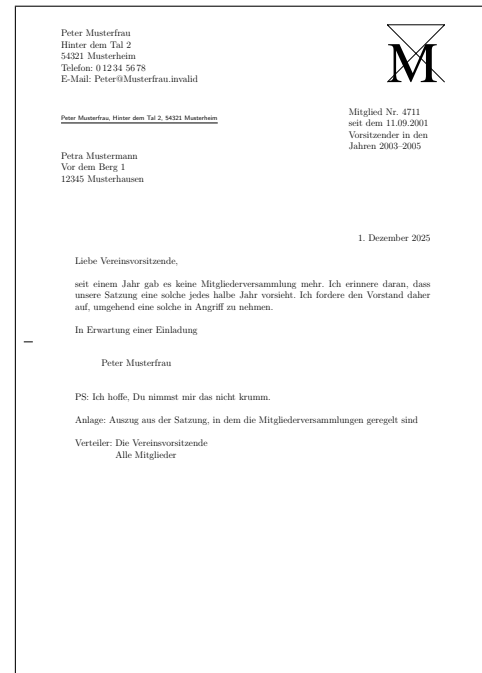 Peter Musterfrau
Hinter dem Tal 2
54321 Musterheim
Telefon: 0 12 34 56 78
E-Mail: Peter@Musterfrau.invalid
M
Peter Musterfrau, Hinter dem Tal 2, 54321 Musterheim
Mitglied Nr. 4711
seit dem 11.09.2001
Vorsitzender in den
Jahren 2003–2005
Petra Mustermann
Vor dem Berg 1
12345 Musterhausen
1. Dezember 2025
Liebe Vereinsvorsitzende,
seit einem Jahr gab es keine Mitgliederversammlung mehr. Ich erinnere daran, dass
unsere Satzung eine solche jedes halbe Jahr vorsieht. Ich fordere den Vorstand daher
auf, umgehend eine solche in Angriff zu nehmen.
In Erwartung einer Einladung
Peter Musterfrau
PS: Ich hoffe, Du nimmst mir das nicht krumm.
Anlage: Auszug aus der Satzung, in dem die Mitgliederversammlungen geregelt sind
Verteiler: Die Vereinsvorsitzende
Alle Mitglieder